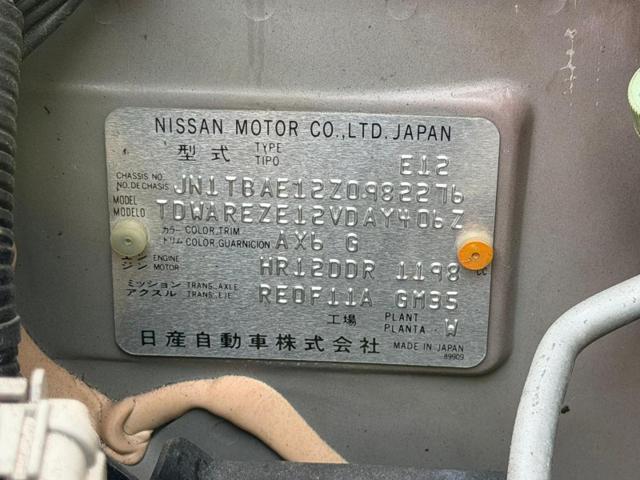 NISSAN MOTOR CO.,LTD. JAPAN
型式 TYPE TIPO E12
CHASSIS NO. NO. DE CHASIS JN1TBAE12Z0982276
MODEL MODELO TDWAREZE12VDAY406Z
カラー COLOR,TRIM トリム COLOR,GUARNICION AX6 G
エンジン ENGINE MOTOR HR12DDR 1198 cc
ミッション TRANS.,AXLE アクスル TRANS.,EJE RE0F11A GM35
工場 PLANT PLANTA W
日産自動車株式会社 MADE IN JAPAN
89909